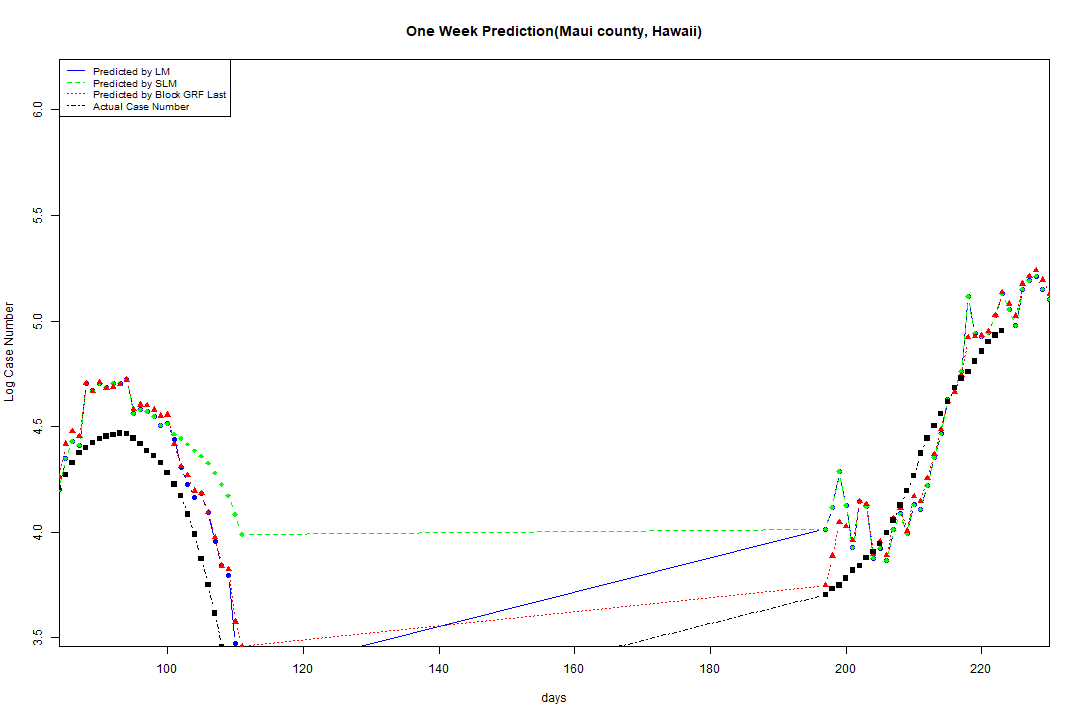 One Week Prediction(Maui county, Hawaii)
Predicted by LM
Predicted by SLM
Predicted by Block GRF Last
Actual Case Number
6.0
5.5
5.0
4.5
4.0
3.5
Log Case Number
100 120 140 160 180 200 220
days